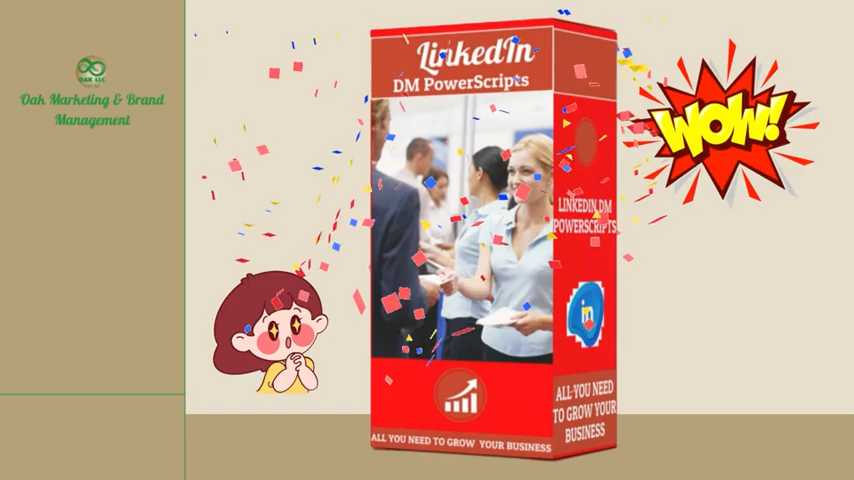 OAK LLC
Oak Marketing & Brand
Management
LinkedIn
DM PowerScripts
ALL YOU NEED TO GROW YOUR BUSINESS
LINKEDIN DM
POWERSCRIPTS
in
ALL YOU NEED
TO GROW YOUR
BUSINESS
WOW!